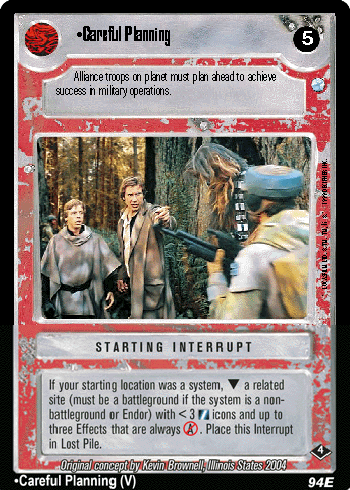 •Careful Planning
5
Alliance troops on planet must plan ahead to achieve
success in military operations.
STARTING INTERRUPT
If your starting location was a system, ▼ a related
site (must be a battleground if the system is a non-
battleground or Endor) with < 3 icons and up to
three Effects that are always A. Place this Interrupt
in Lost Pile.
4
Original concept by Kevin Brownell, Illinois States 2004
•Careful Planning (V)
94E